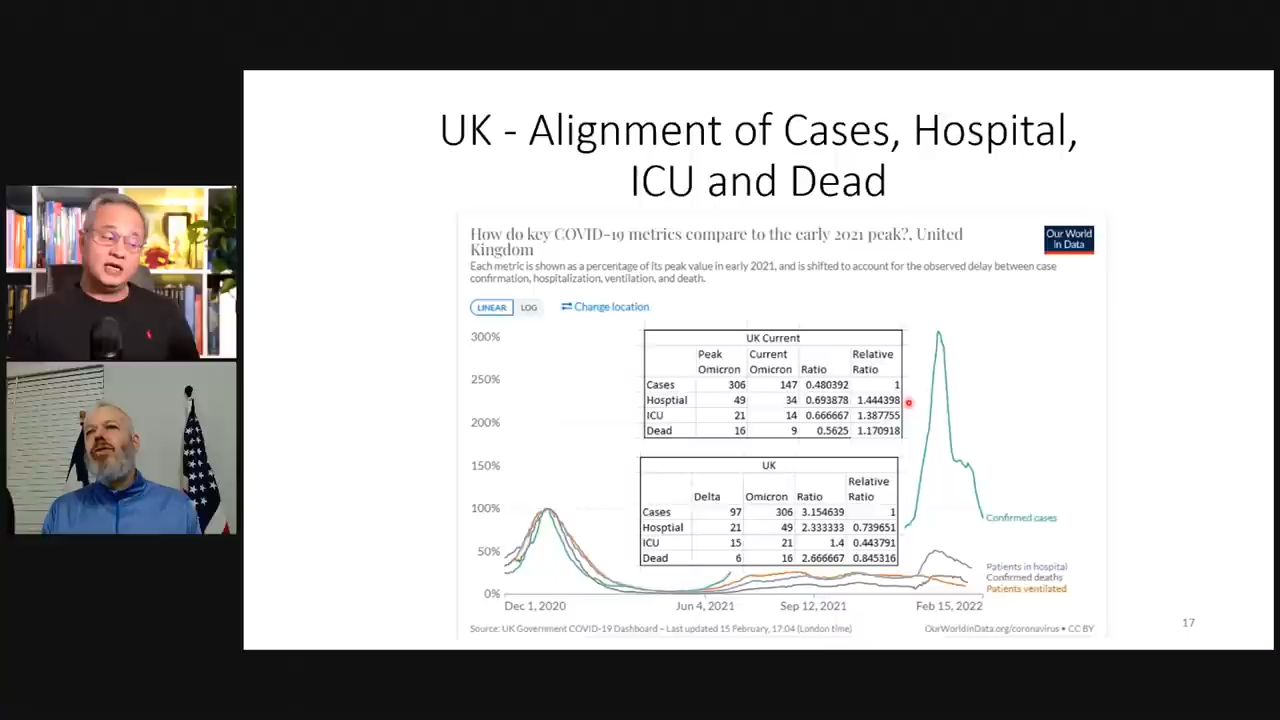 UK - Alignment of Cases, Hospital,
ICU and Dead
How do key COVID-19 metrics compare to the early 2021 peak?, United
Kingdom
Our World
in Data
Each metric is shown as a percentage of its peak value in early 2021, and is shifted to account for the observed delay between case
confirmation, hospitalization, ventilation, and death.
LINEAR LOG ⇄ Change location
300%
250%
200%
150%
100%
50%
0%
UK Current
Peak Current Relative
Omicron Omicron Ratio Ratio
Cases 306 147 0.480392 1
Hosptial 49 34 0.693878 1.444398
ICU 21 14 0.666667 1.387755
Dead 16 9 0.5625 1.170918
UK
Relative
Delta Omicron Ratio Ratio
Cases 97 306 3.154639 1
Hosptial 21 49 2.333333 0.739651
ICU 15 21 1.4 0.443791
Dead 6 16 2.666667 0.845316
Confirmed cases
Patients in hospital
Confirmed deaths
Patients ventilated
Dec 1, 2020 Jun 4, 2021 Sep 12, 2021 Feb 15, 2022
Source: UK Government COVID-19 Dashboard – Last updated 15 February, 17:04 (London time) OurWorldInData.org/coronavirus • CC BY
17